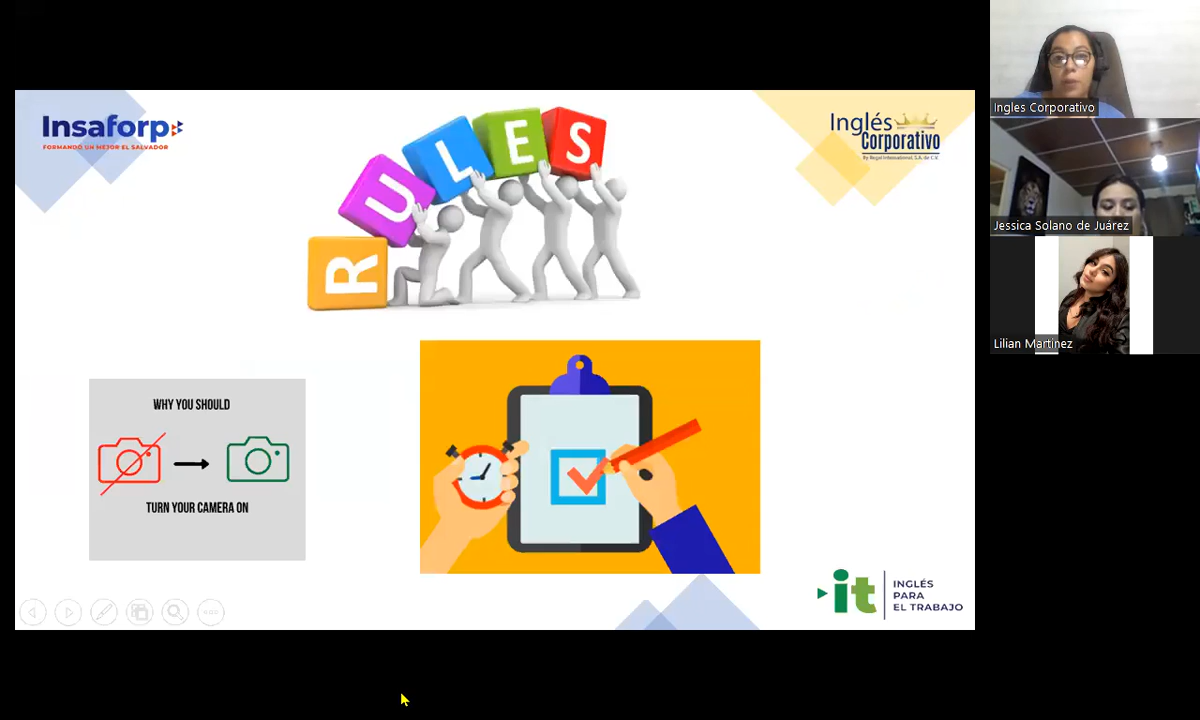 Insaforp
FORMANDO UN MEJOR EL SALVADOR
RULES
Inglés
Corporativo
By Regal International, S.A. de C.V.
WHY YOU SHOULD
TURN YOUR CAMERA ON
it
INGLÉS
PARA
EL TRABAJO
Ingles Corporativo
Jessica Solano de Juárez
Lilian Martinez